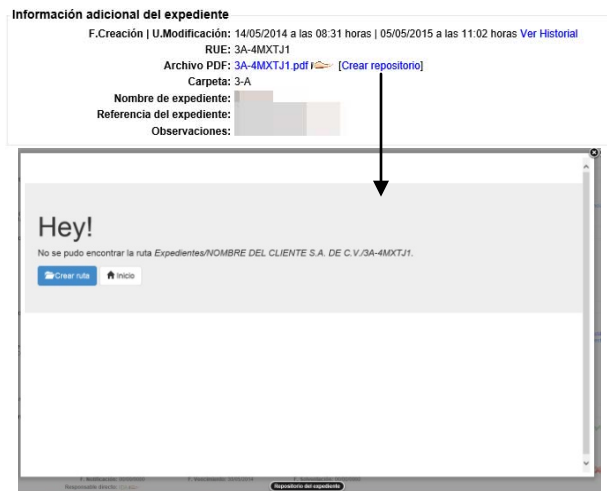 Información adicional del expediente
F.Creación | U.Modificación: 14/05/2014 a las 08:31 horas | 05/05/2015 a las 11:02 horas Ver Historial
RUE: 3A-4MXTJ1
Archivo PDF: 3A-4MXTJ1.pdf [Crear repositorio]
Carpeta: 3-A
Nombre de expediente:
Referencia del expediente:
Observaciones:
Hey!
No se pudo encontrar la ruta Expedientes/NOMBRE DEL CLIENTE S.A. DE C.V./3A-4MXTJ1.
Crear ruta Inicio
Responsable directo:
Repositorio del expediente